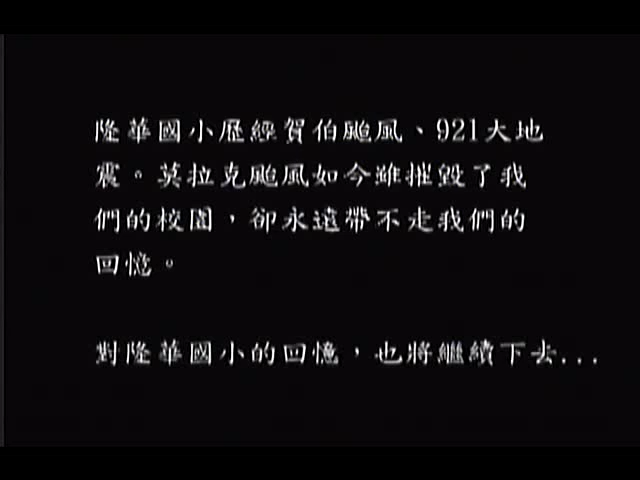 隆華國小歷經賀伯颱風、921大地
震。莫拉克颱風如今雖摧毀了我
們的校園，卻永遠帶不走我們的
回憶。
對隆華國小的回憶，也將繼續下去...